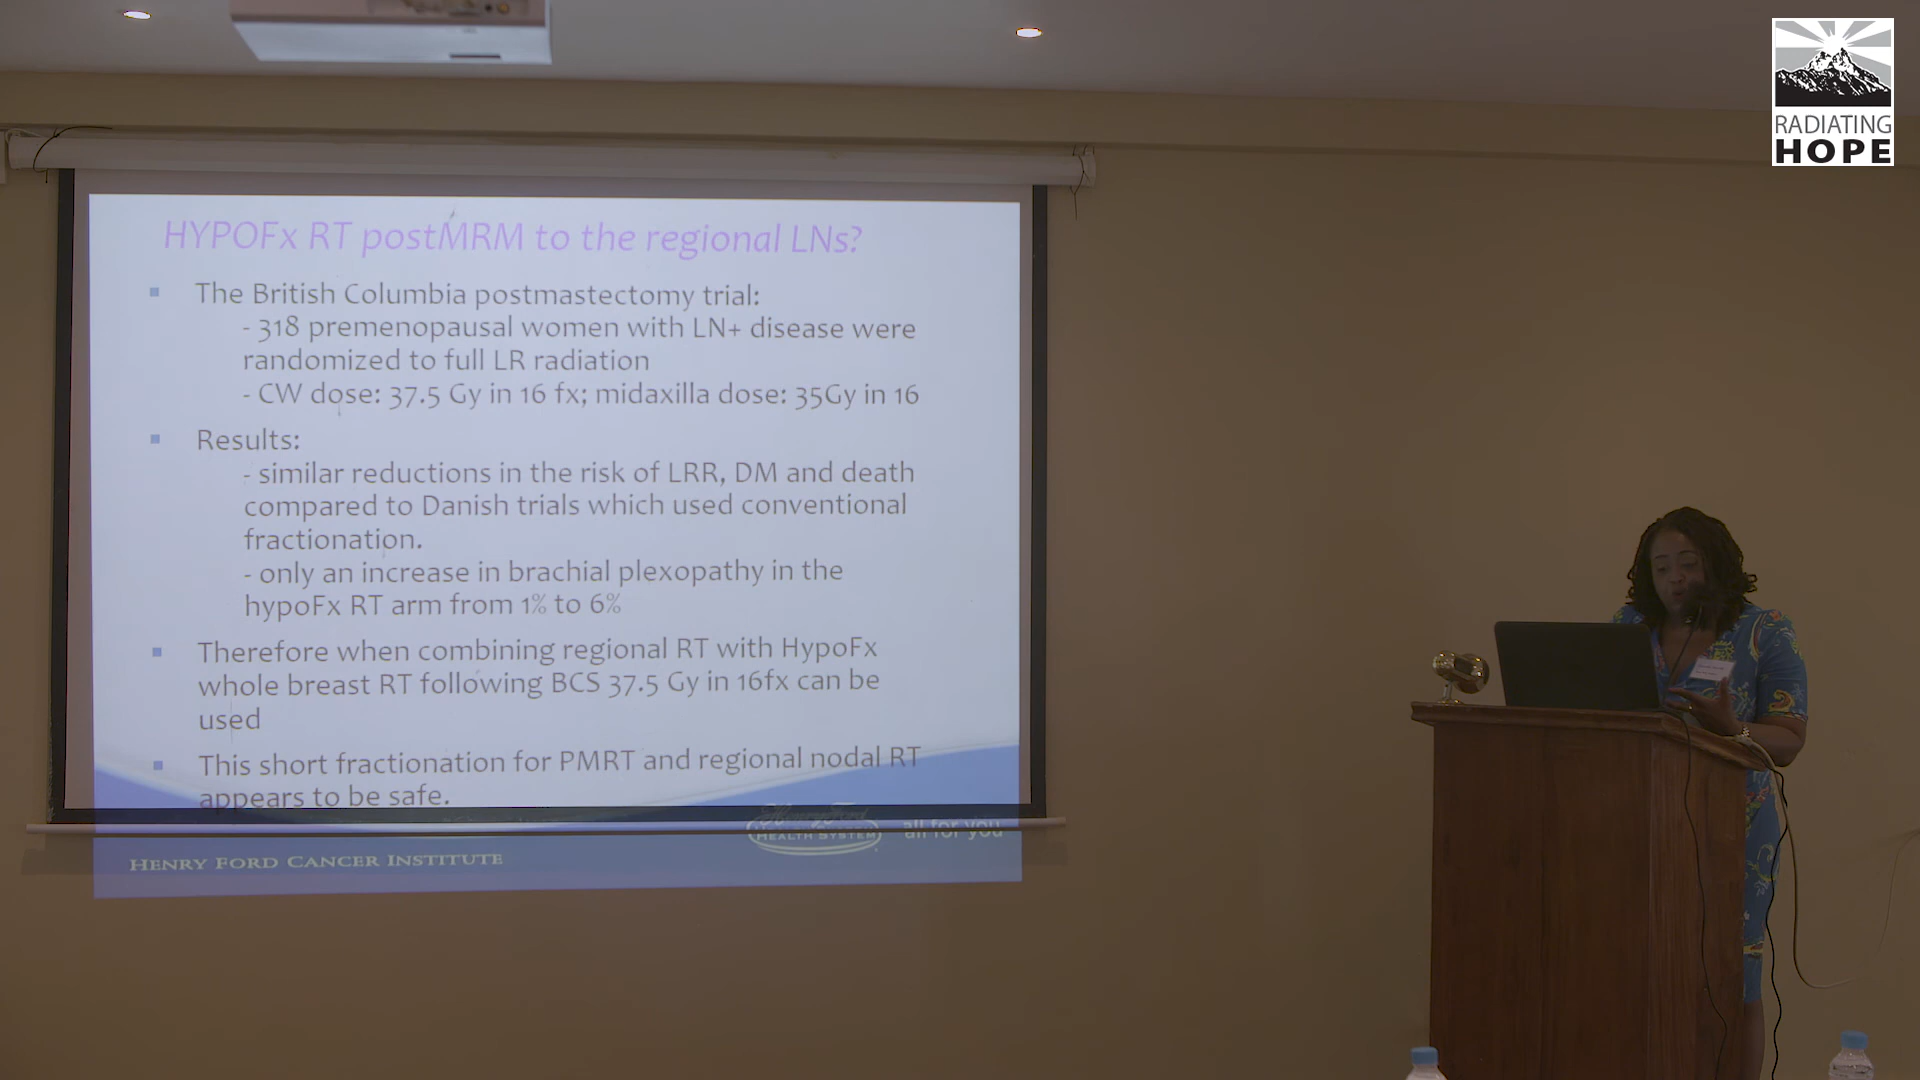 RADIATING
HOPE
HYPOFx RT postMRM to the regional LNs?
▪ The British Columbia postmastectomy trial:
- 318 premenopausal women with LN+ disease were
randomized to full LR radiation
- CW dose: 37.5 Gy in 16 fx; midaxilla dose: 35Gy in 16
▪ Results:
- similar reductions in the risk of LRR, DM and death
compared to Danish trials which used conventional
fractionation.
- only an increase in brachial plexopathy in the
hypoFx RT arm from 1% to 6%
▪ Therefore when combining regional RT with HypoFx
whole breast RT following BCS 37.5 Gy in 16fx can be
used
▪ This short fractionation for PMRT and regional nodal RT
appears to be safe.
Henry Ford
HEALTH SYSTEM
all for you
HENRY FORD CANCER INSTITUTE